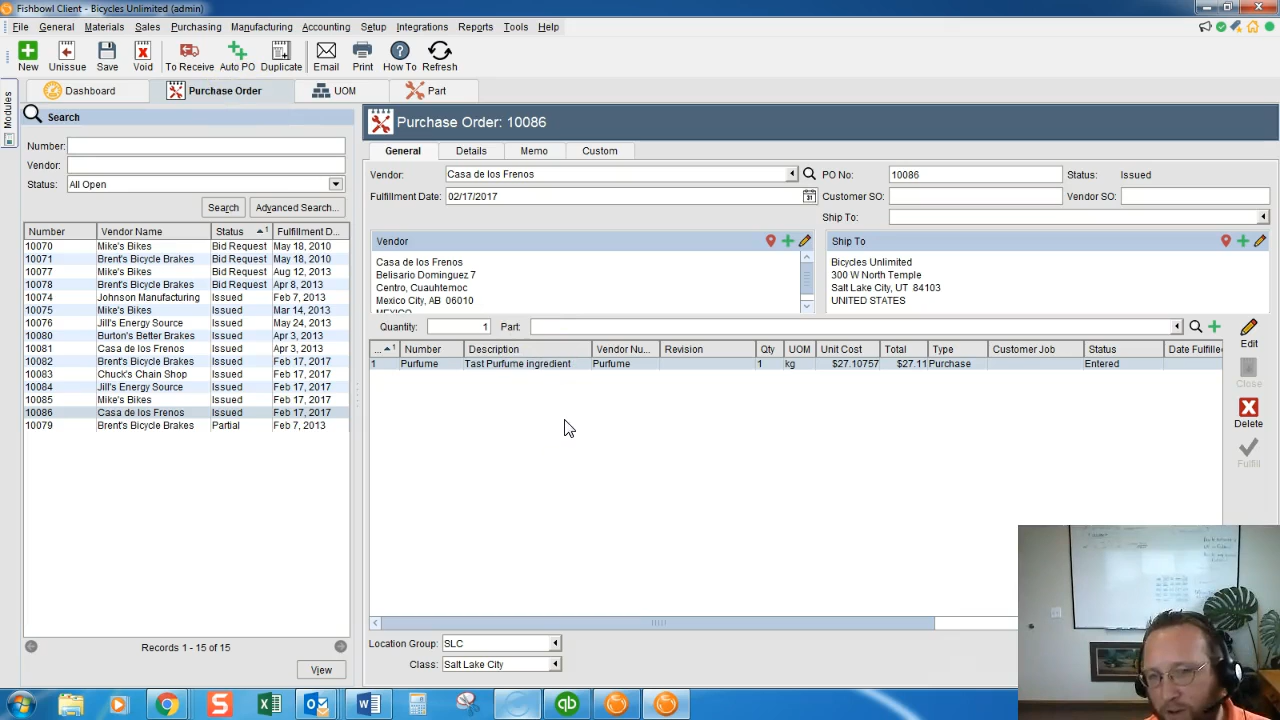 Fishbowl Client - Bicycles Unlimited (admin)
File General Materials Sales Purchasing Manufacturing Accounting Setup Integrations Reports Tools Help
New Unissue Save Void To Receive Auto PO Duplicate Email Print How To Refresh
Modules
Dashboard Purchase Order UOM Part
Search
Number:
Vendor:
Status: All Open
Search Advanced Search...
Number Vendor Name Status 1 Fulfillment D...
10070 Mike's Bikes Bid Request May 18, 2010
10071 Brent's Bicycle Brakes Bid Request May 18, 2010
10077 Mike's Bikes Bid Request Aug 12, 2013
10078 Brent's Bicycle Brakes Bid Request Apr 8, 2013
10074 Johnson Manufacturing Issued Feb 7, 2013
10075 Mike's Bikes Issued Mar 14, 2013
10076 Jill's Energy Source Issued May 24, 2013
10080 Burton's Better Brakes Issued Apr 3, 2013
10081 Casa de los Frenos Issued Apr 3, 2013
10082 Brent's Bicycle Brakes Issued Feb 17, 2017
10083 Chuck's Chain Shop Issued Feb 17, 2017
10084 Jill's Energy Source Issued Feb 17, 2017
10085 Mike's Bikes Issued Feb 17, 2017
10086 Casa de los Frenos Issued Feb 17, 2017
10079 Brent's Bicycle Brakes Partial Feb 7, 2013
Records 1 - 15 of 15
View
Purchase Order: 10086
General Details Memo Custom
Vendor: Casa de los Frenos PO No: 10086 Status: Issued
Fulfillment Date: 02/17/2017 31 Customer SO: Vendor SO:
Ship To:
Vendor
Casa de los Frenos
Belisario Dominguez 7
Centro, Cuauhtemoc
Mexico City, AB 06010
MEXICO
Ship To
Bicycles Unlimited
300 W North Temple
Salt Lake City, UT 84103
UNITED STATES
Quantity: 1 Part:
... 1 Number Description Vendor Nu... Revision Qty UOM Unit Cost Total Type Customer Job Status Date Fulfille
1 Purfume Tast Purfume ingredient Purfume 1 kg $27.10757 $27.11 Purchase Entered
Edit
Close
Delete
Fulfill
Location Group: SLC
Class: Salt Lake City